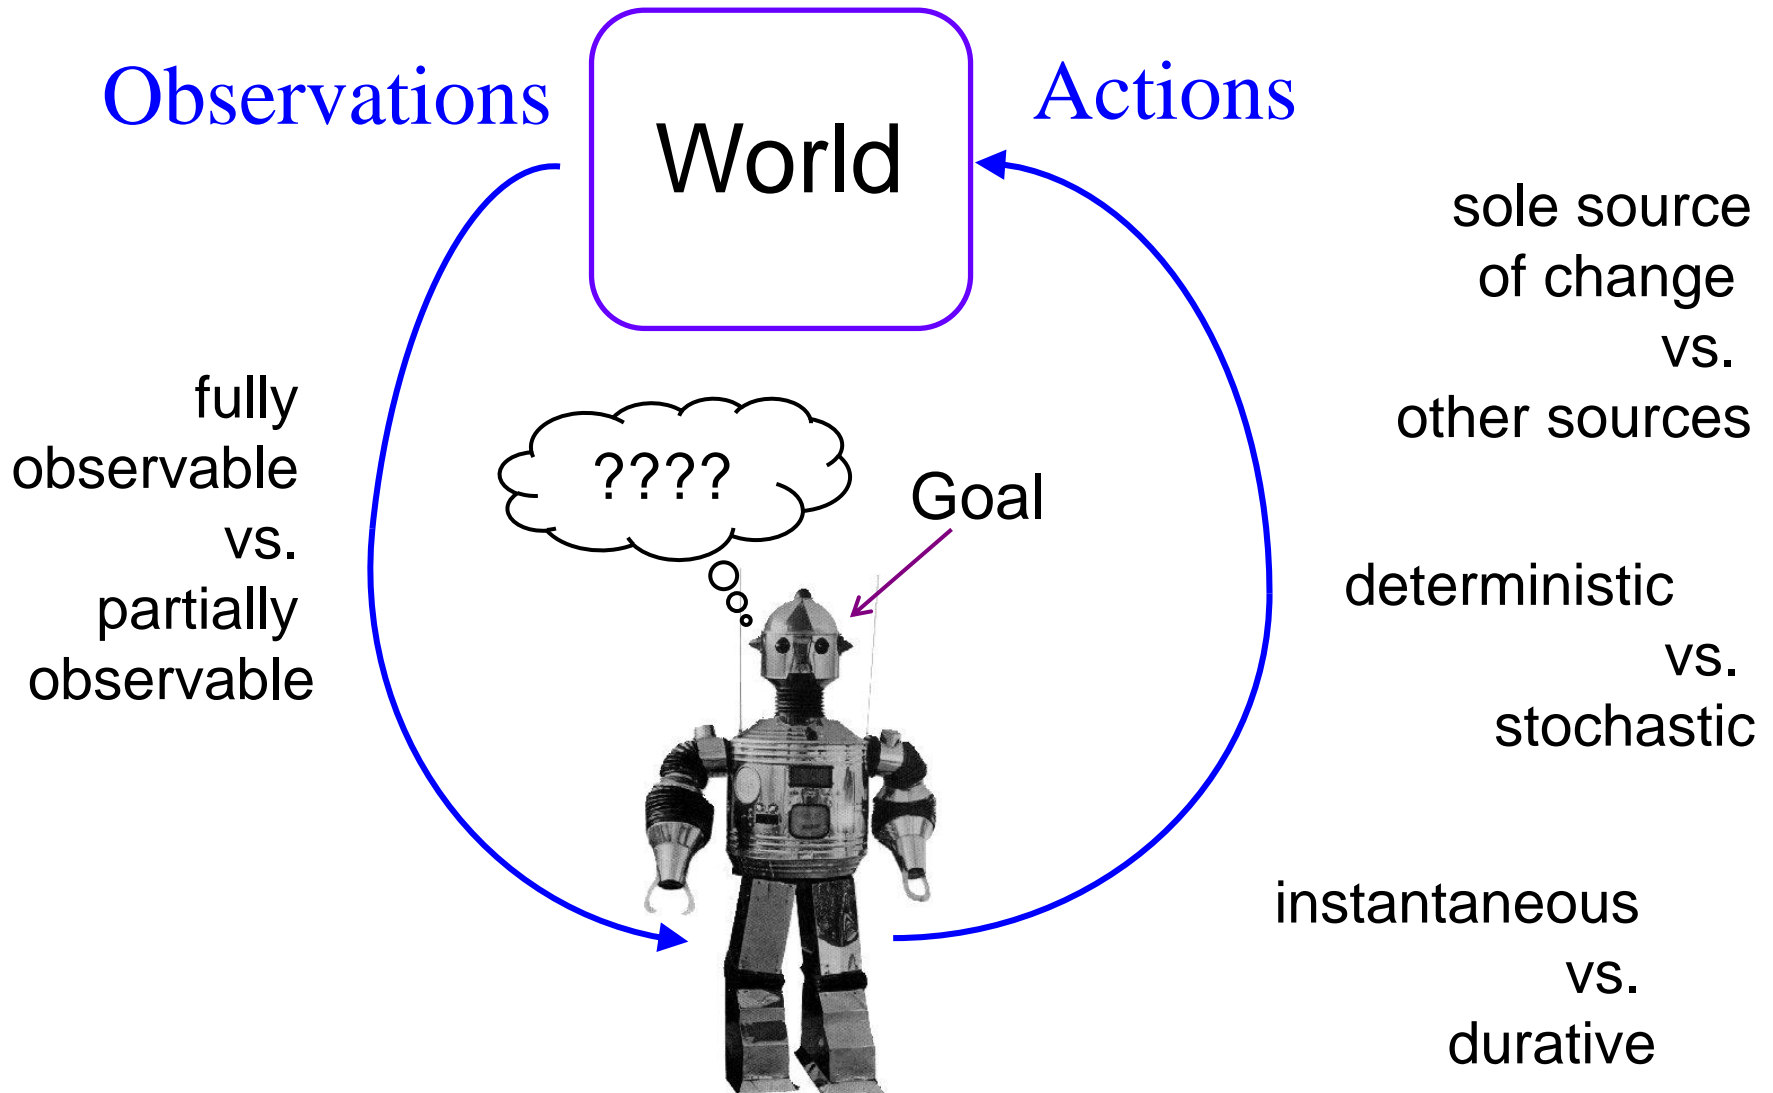 Observations
World
Actions
fully
observable
vs.
partially
observable
????
Goal
sole source
of change
vs.
other sources
deterministic
vs.
stochastic
instantaneous
vs.
durative